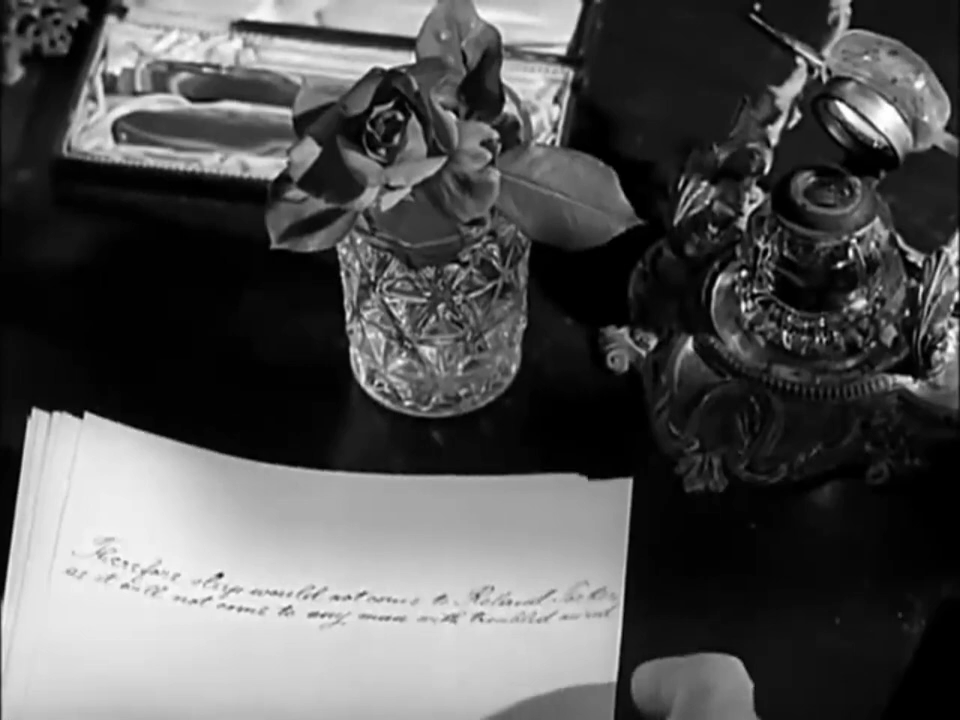 Therefore sleep would not come to Roland
as it will not come to any man with troubled mind